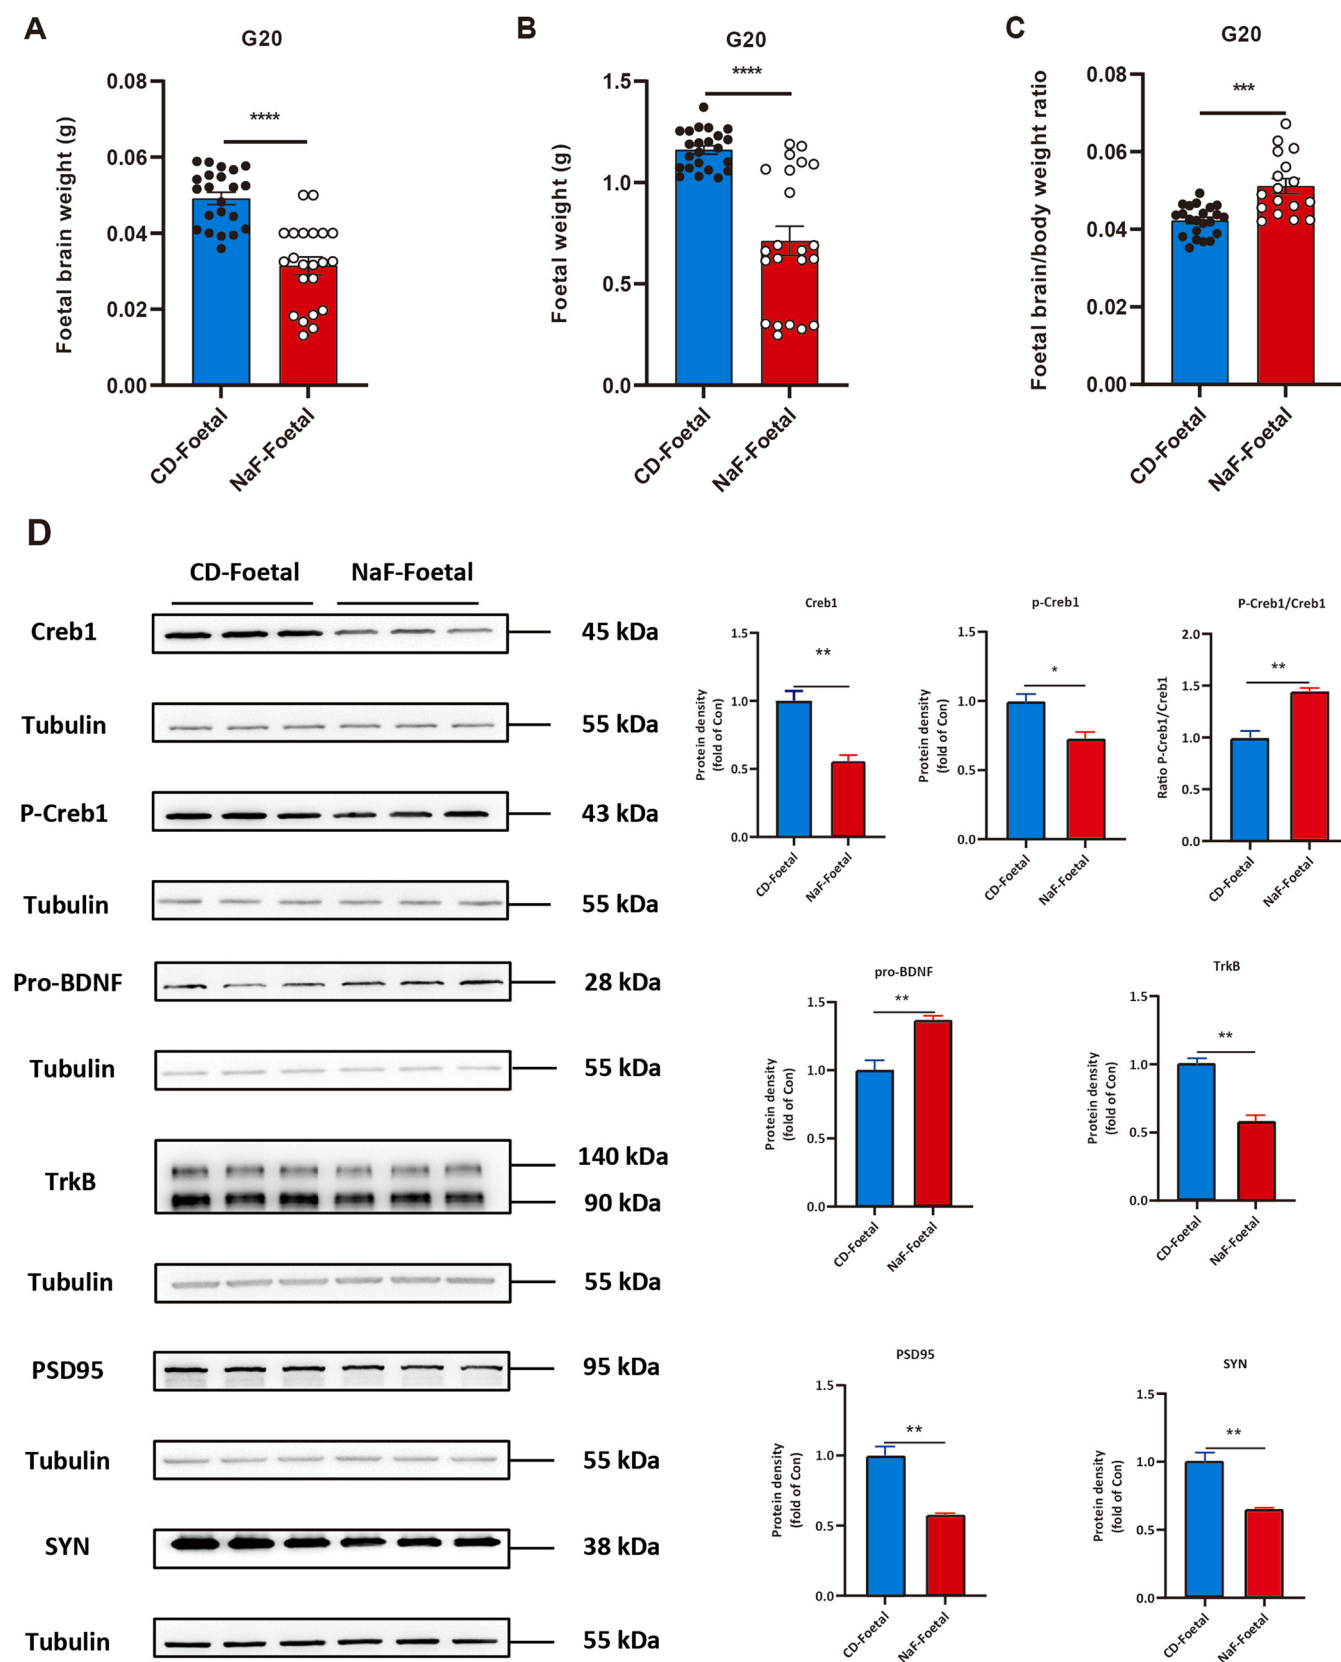 A
G20
Foetal brain weight (g)
0.08
0.06
0.04
0.02
0.00
****
CD-Foetal
NaF-Foetal
B
G20
Foetal weight (g)
1.5
1.0
0.5
0.0
****
CD-Foetal
NaF-Foetal
C
G20
Foetal brain/body weight ratio
0.08
0.06
0.04
0.02
0.00
***
CD-Foetal
NaF-Foetal
D
CD-Foetal NaF-Foetal
Creb1 45 kDa
Tubulin 55 kDa
P-Creb1 43 kDa
Tubulin 55 kDa
Pro-BDNF 28 kDa
Tubulin 55 kDa
TrkB 140 kDa
90 kDa
Tubulin 55 kDa
PSD95 95 kDa
Tubulin 55 kDa
SYN 38 kDa
Tubulin 55 kDa
Creb1
Protein density
(fold of Con)
1.5
1.0
0.5
0.0
**
CD-Foetal
NaF-Foetal
p-Creb1
Protein density
(fold of Con)
1.5
1.0
0.5
0.0
*
CD-Foetal
NaF-Foetal
P-Creb1/Creb1
Ratio P-Creb1/Creb1
2.0
1.5
1.0
0.5
0.0
**
CD-Foetal
NaF-Foetal
pro-BDNF
Protein density
(fold of Con)
1.5
1.0
0.5
0.0
**
CD-Foetal
NaF-Foetal
TrkB
Protein density
(fold of Con)
1.5
1.0
0.5
0.0
**
CD-Foetal
NaF-Foetal
PSD95
Protein density
(fold of Con)
1.5
1.0
0.5
0.0
**
CD-Foetal
NaF-Foetal
SYN
Protein density
(fold of Con)
1.5
1.0
0.5
0.0
**
CD-Foetal
NaF-Foetal